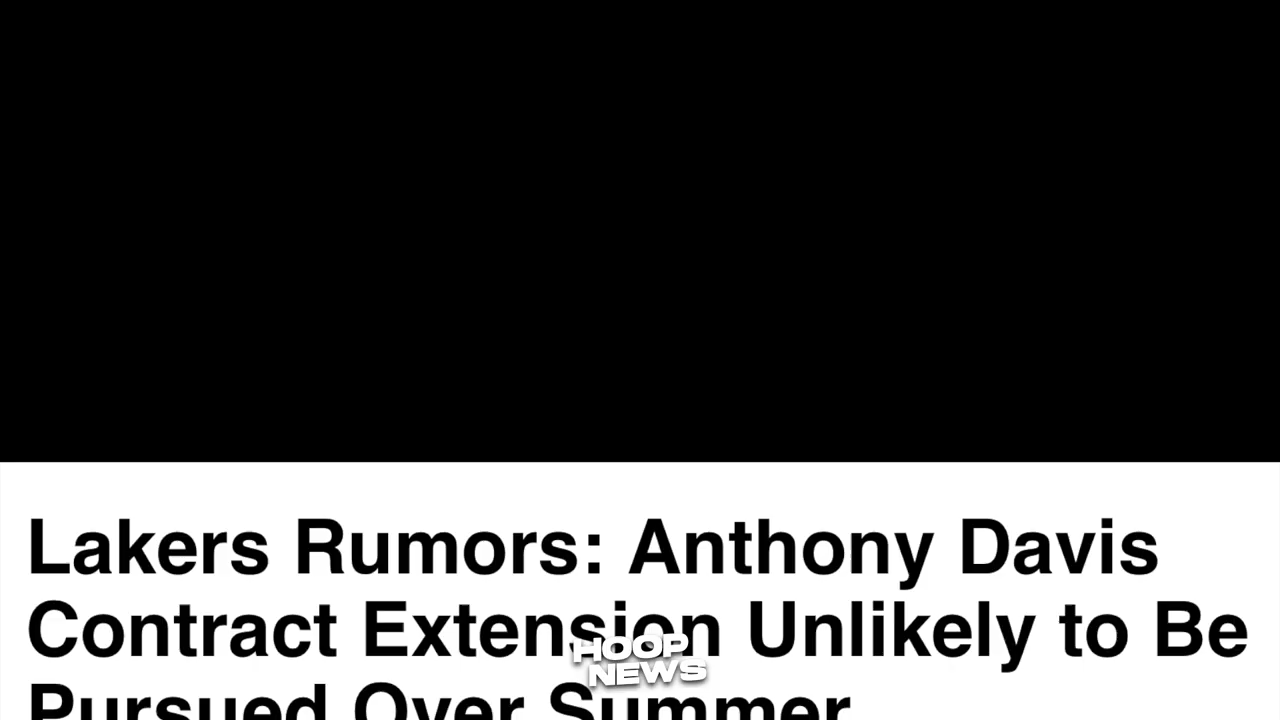 Lakers Rumors: Anthony Davis
Contract Extension Unlikely to Be
Pursued Over Summer
HOOP
NEWS